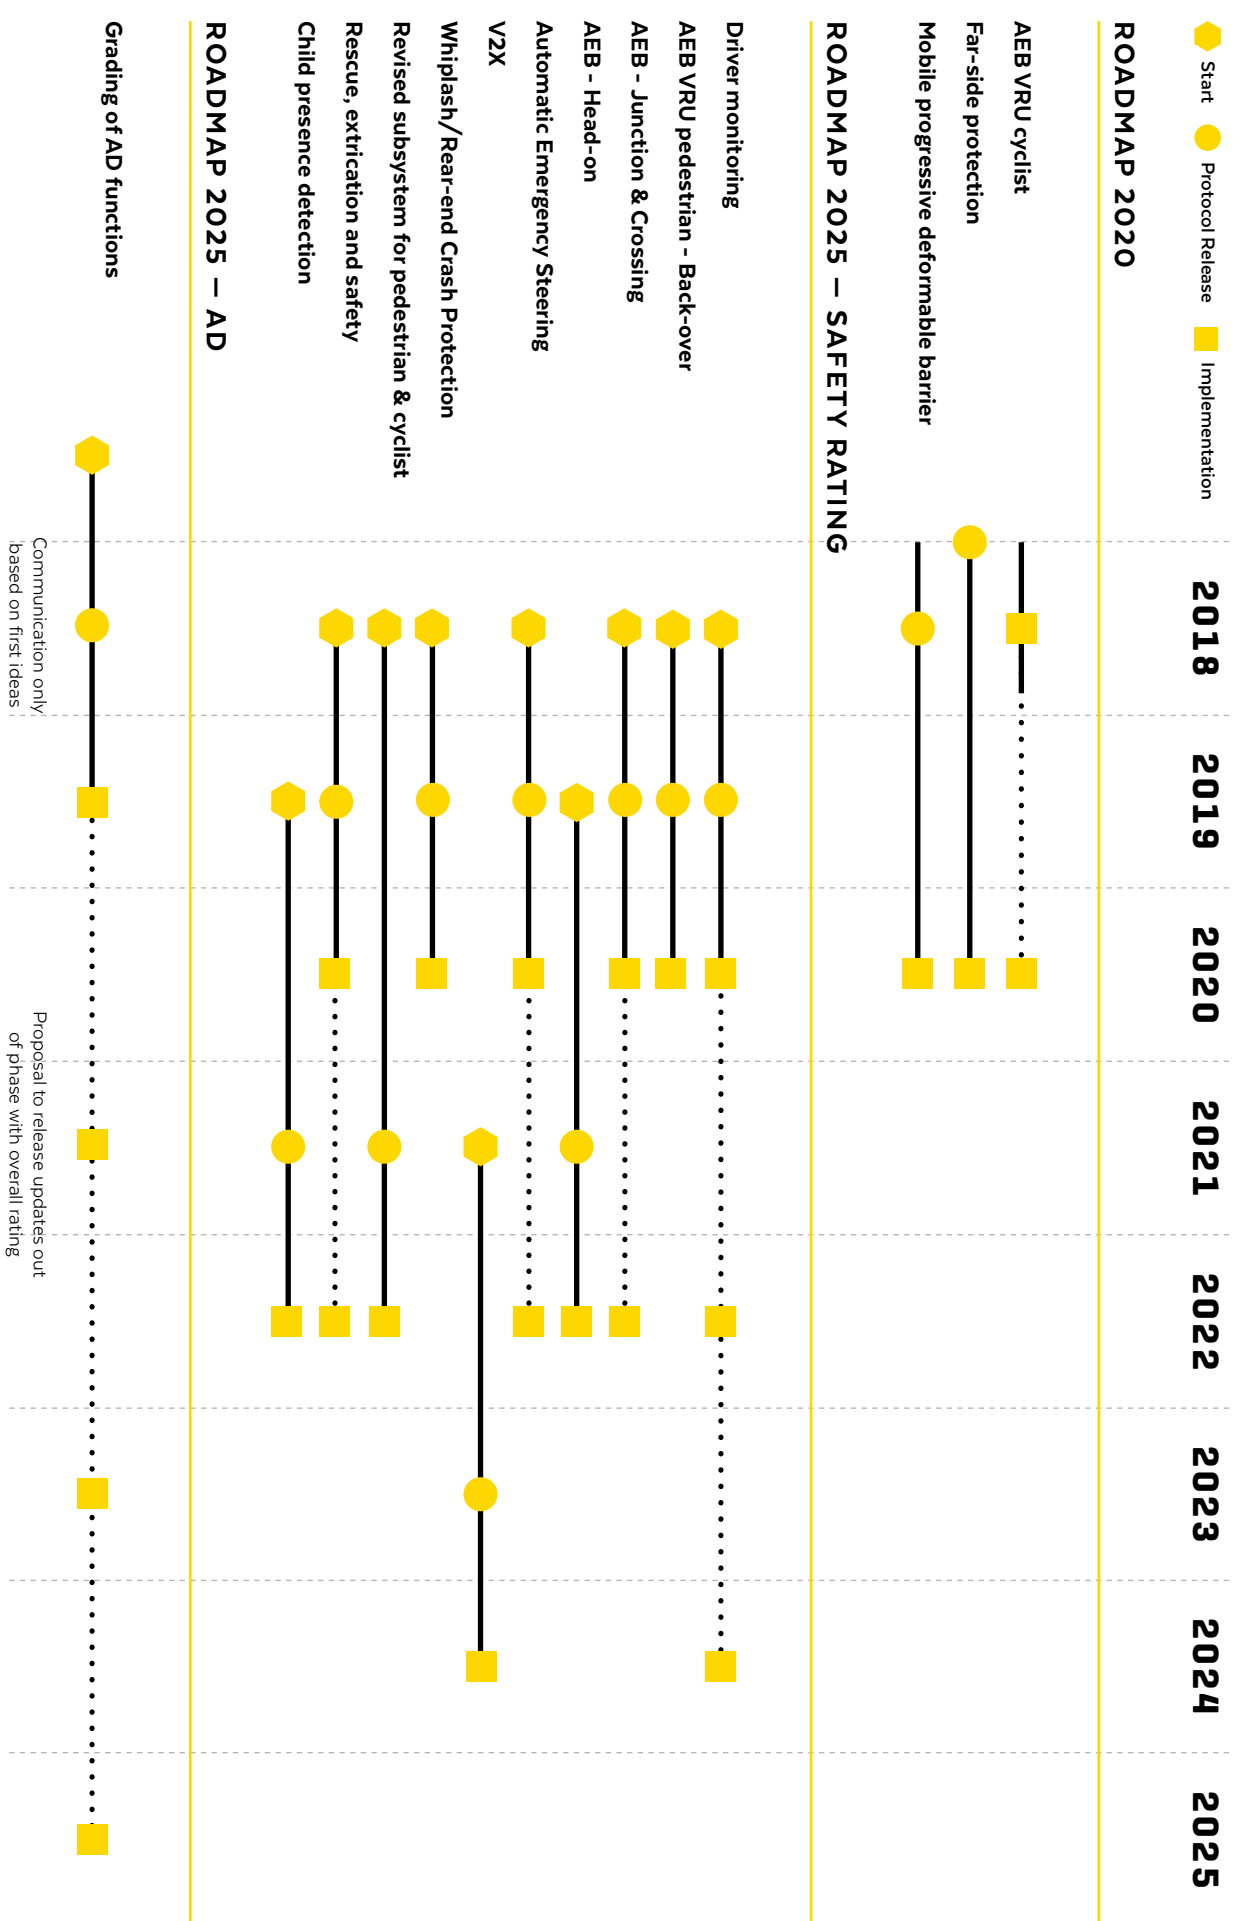 Start
Protocol Release
Implementation
2018
2019
2020
2021
2022
2023
2024
2025
ROADMAP 2020
AEB VRU cyclist
Far-side protection
Mobile progressive deformable barrier
ROADMAP 2025 — SAFETY RATING
Driver monitoring
AEB VRU pedestrian - Back-over
AEB - Junction & Crossing
AEB - Head-on
Automatic Emergency Steering
V2X
Whiplash/Rear-end Crash Protection
Revised subsystem for pedestrian & cyclist
Rescue, extrication and safety
Child presence detection
ROADMAP 2025 — AD
Grading of AD functions
Communication only
based on first ideas
Proposal to release updates out
of phase with overall rating